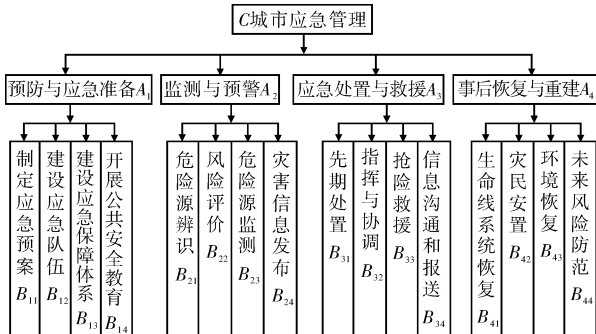 C城市应急管理
预防与应急准备A1
监测与预警A2
应急处置与救援A3
事后恢复与重建A4
制定应急预案B11
建设应急队伍B12
建设应急保障体系B13
开展公共安全教育B14
危险源辨识B21
风险评价B22
危险源监测B23
灾害信息发布B24
先期处置B31
指挥与协调B32
抢险救援B33
信息沟通和报送B34
生命线系统恢复B41
灾民安置B42
环境恢复B43
未来风险防范B44